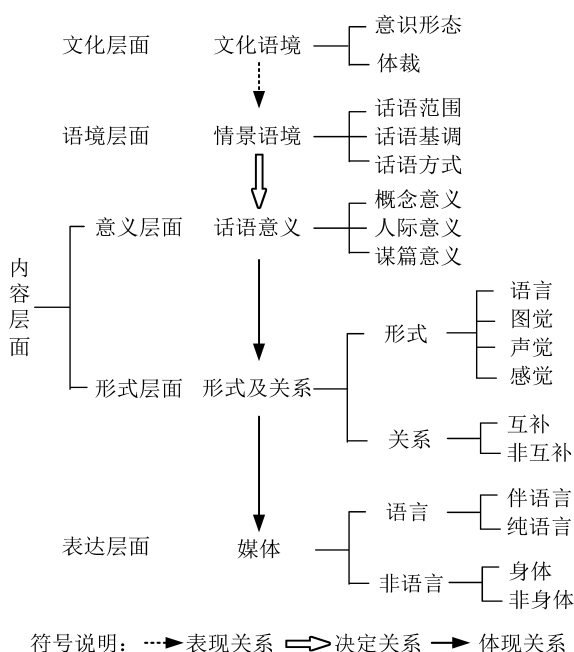 文化层面 文化语境 意识形态
体裁
语境层面 情景语境 话语范围
话语基调
话语方式
意义层面 话语意义 概念意义
人际意义
谋篇意义
内容层面
形式层面 形式及关系 形式 语言
图觉
声觉
感觉
关系 互补
非互补
表达层面 媒体 语言 伴语言
纯语言
非语言 身体
非身体
符号说明： 表现关系 决定关系 体现关系